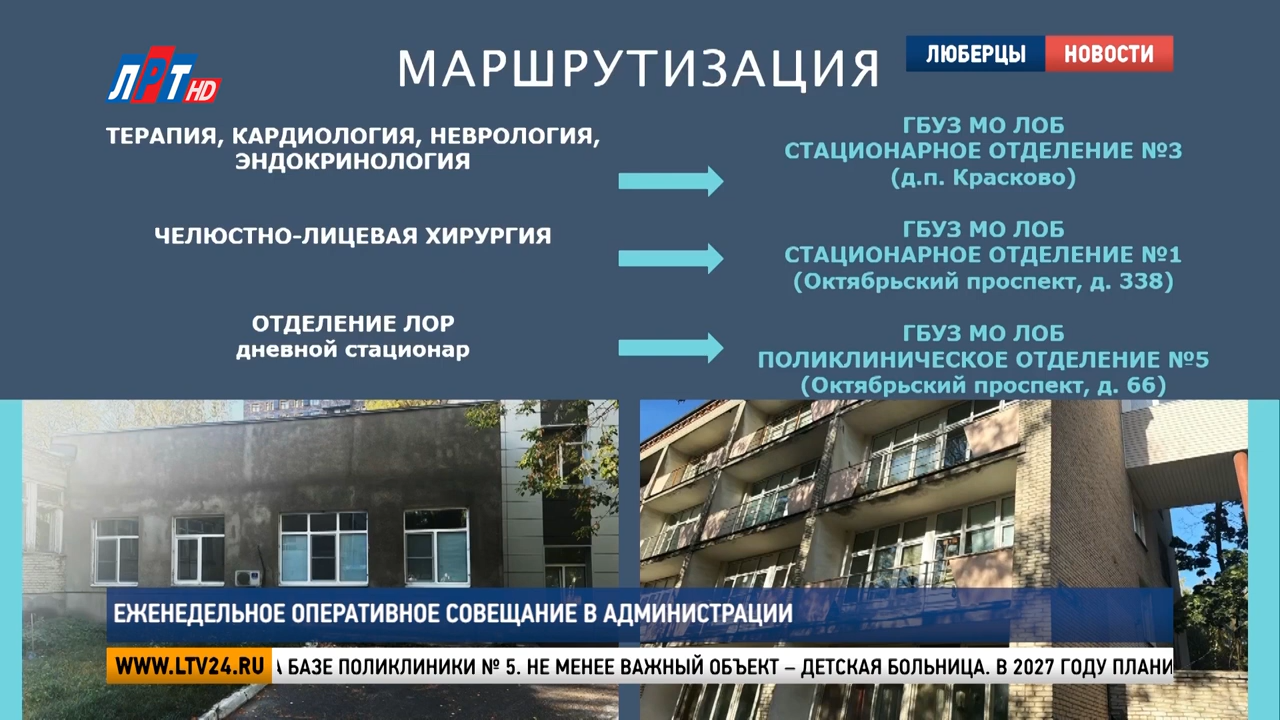 ЛРТ HD
МАРШРУТИЗАЦИЯ
ЛЮБЕРЦЫ НОВОСТИ
ТЕРАПИЯ, КАРДИОЛОГИЯ, НЕВРОЛОГИЯ,
ЭНДОКРИНОЛОГИЯ
ГБУЗ МО ЛОБ
СТАЦИОНАРНОЕ ОТДЕЛЕНИЕ №3
(д.п. Красково)
ЧЕЛЮСТНО-ЛИЦЕВАЯ ХИРУРГИЯ
ГБУЗ МО ЛОБ
СТАЦИОНАРНОЕ ОТДЕЛЕНИЕ №1
(Октябрьский проспект, д. 338)
ОТДЕЛЕНИЕ ЛОР
дневной стационар
ГБУЗ МО ЛОБ
ПОЛИКЛИНИЧЕСКОЕ ОТДЕЛЕНИЕ №5
(Октябрьский проспект, д. 66)
ЕЖЕНЕДЕЛЬНОЕ ОПЕРАТИВНОЕ СОВЕЩАНИЕ В АДМИНИСТРАЦИИ
WWW.LTV24.RU
А БАЗЕ ПОЛИКЛИНИКИ № 5. НЕ МЕНЕЕ ВАЖНЫЙ ОБЪЕКТ – ДЕТСКАЯ БОЛЬНИЦА. В 2027 ГОДУ ПЛАНИ